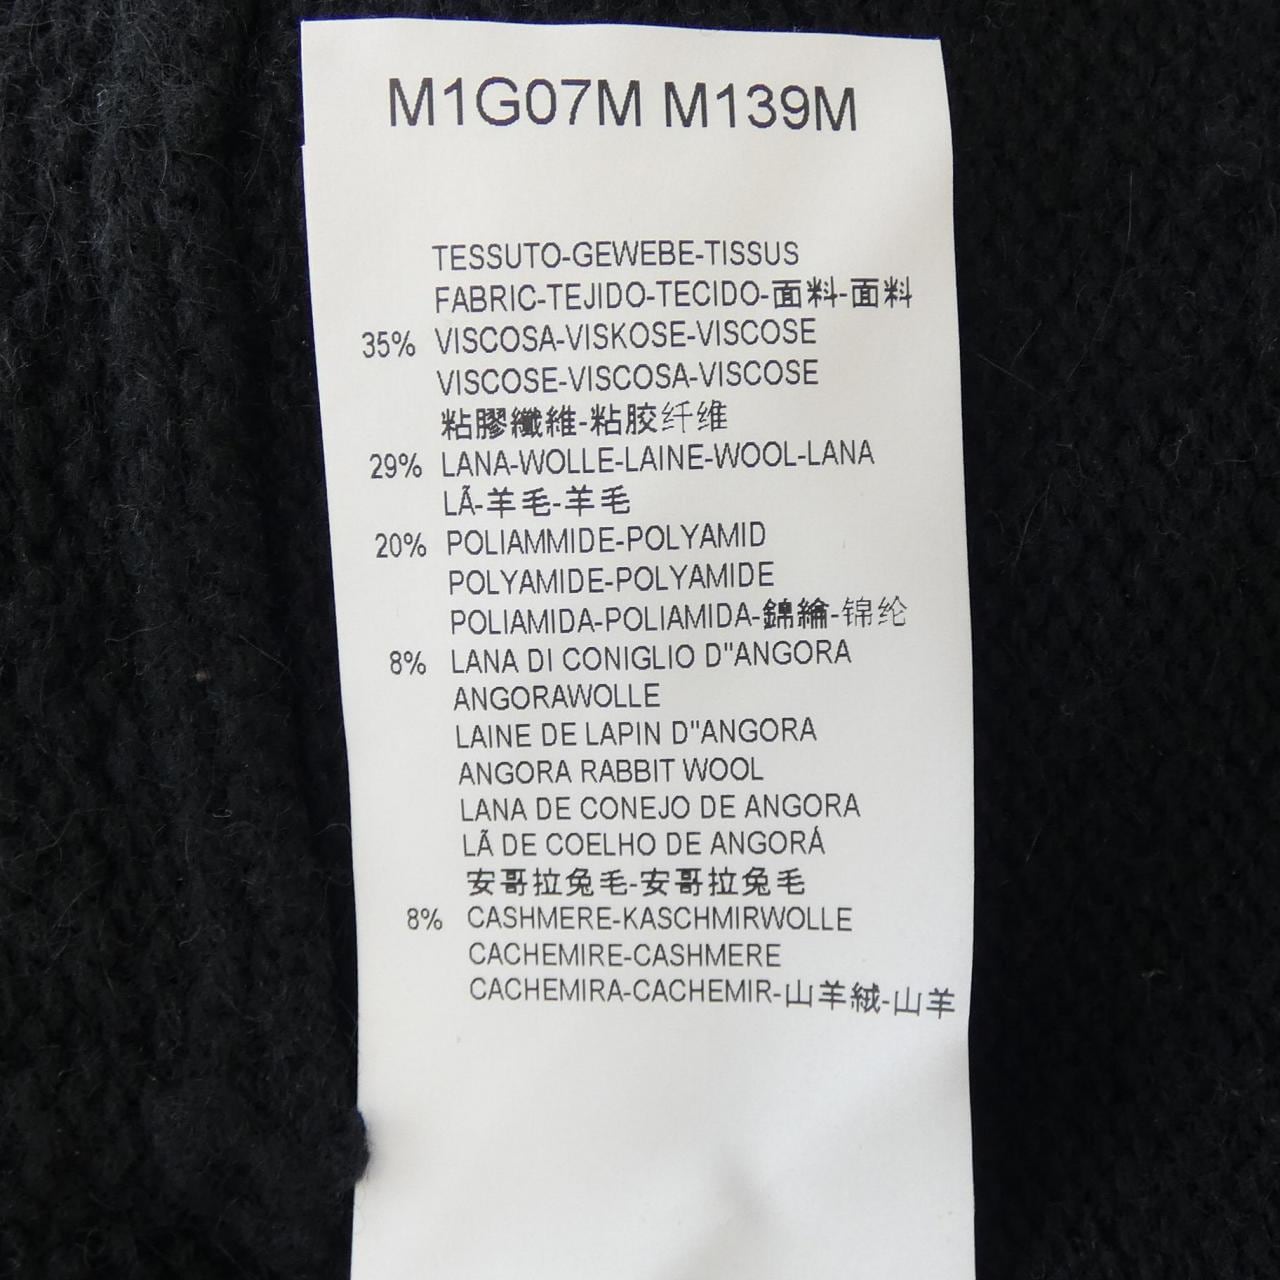 M1G07M M139M
TESSUTO-GEWEBE-TISSUS
FABRIC-TEJIDO-TECIDO-面料-面料
35% VISCOSA-VISKOSE-VISCOSE
VISCOSE-VISCOSA-VISCOSE
粘膠纖維-粘胶纤维
29% LANA-WOLLE-LAINE-WOOL-LANA
LÃ-羊毛-羊毛
20% POLIAMMIDE-POLYAMID
POLYAMIDE-POLYAMIDE
POLIAMIDA-POLIAMIDA-錦綸-锦纶
8% LANA DI CONIGLIO D"ANGORA
ANGORAWOLLE
LAINE DE LAPIN D"ANGORA
ANGORA RABBIT WOOL
LANA DE CONEJO DE ANGORA
LÃ DE COELHO DE ANGORÁ
安哥拉兔毛-安哥拉兔毛
8% CASHMERE-KASCHMIRWOLLE
CACHEMIRE-CASHMERE
CACHEMIRA-CACHEMIR-山羊絨-山羊